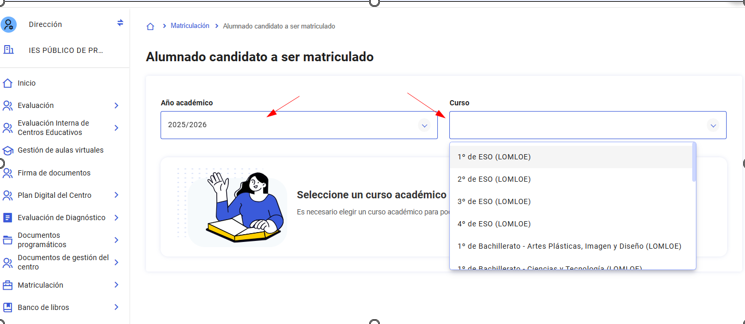 Dirección
IES PÚBLICO DE PR...
Inicio
Evaluación
Evaluación Interna de
Centros Educativos
Gestión de aulas virtuales
Firma de documentos
Plan Digital del Centro
Evaluación de Diagnóstico
Documentos
programáticos
Documentos de gestión del
centro
Matriculación
Banco de libros
Matriculación > Alumnado candidato a ser matriculado
Alumnado candidato a ser matriculado
Año académico
2025/2026
Curso
1º de ESO (LOMLOE)
2º de ESO (LOMLOE)
3º de ESO (LOMLOE)
4º de ESO (LOMLOE)
1º de Bachillerato - Artes Plásticas, Imagen y Diseño (LOMLOE)
1º de Bachillerato - Ciencias y Tecnología (LOMLOE)
Seleccione un curso académico
Es necesario elegir un curso académico para po